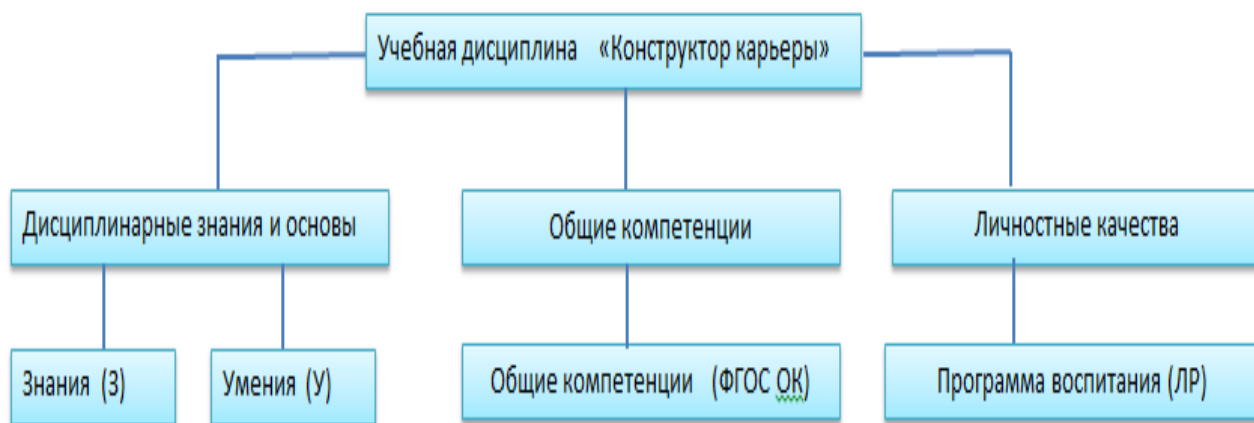 Учебная дисциплина «Конструктор карьеры»
Дисциплинарные знания и основы
Общие компетенции
Личностные качества
Знания (З)
Умения (У)
Общие компетенции (ФГОС ОК)
Программа воспитания (ЛР)